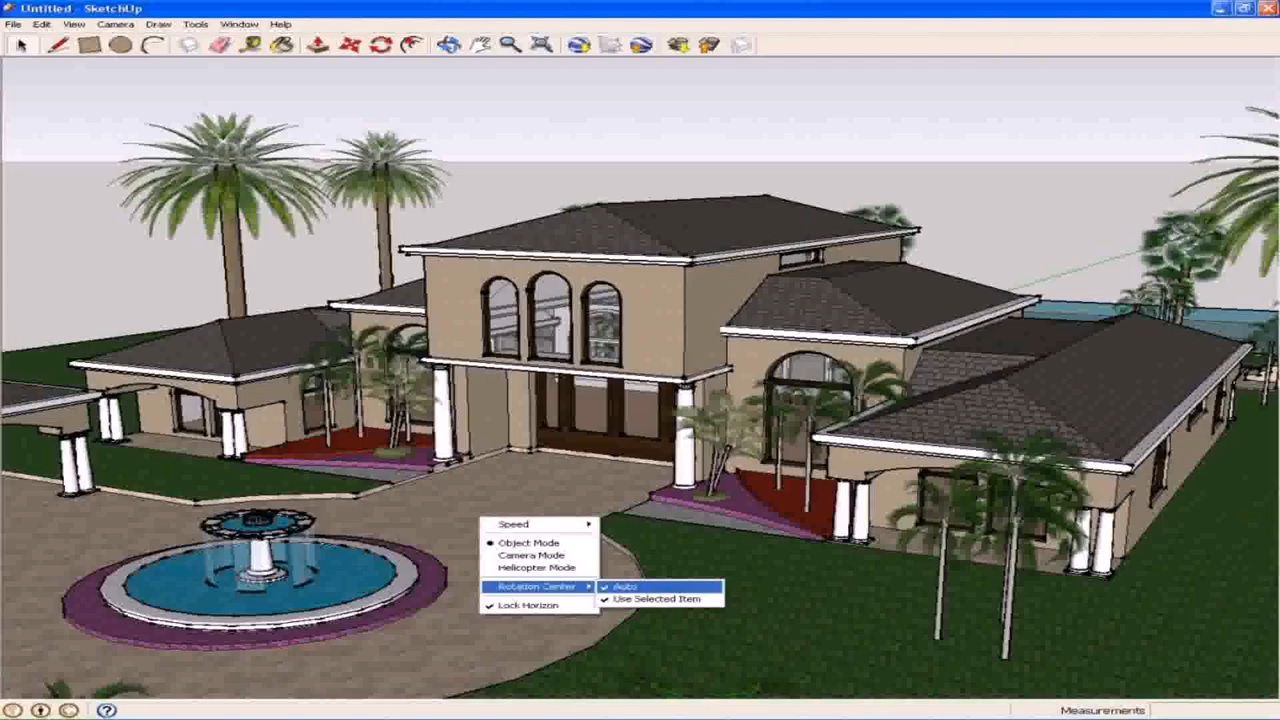 Untitled - SketchUp
File Edit View Camera Draw Tools Window Help
Speed
Object Mode
Camera Mode
Helicopter Mode
Rotation Center
Auto
Use Selected Item
Lock Horizon
Measurements